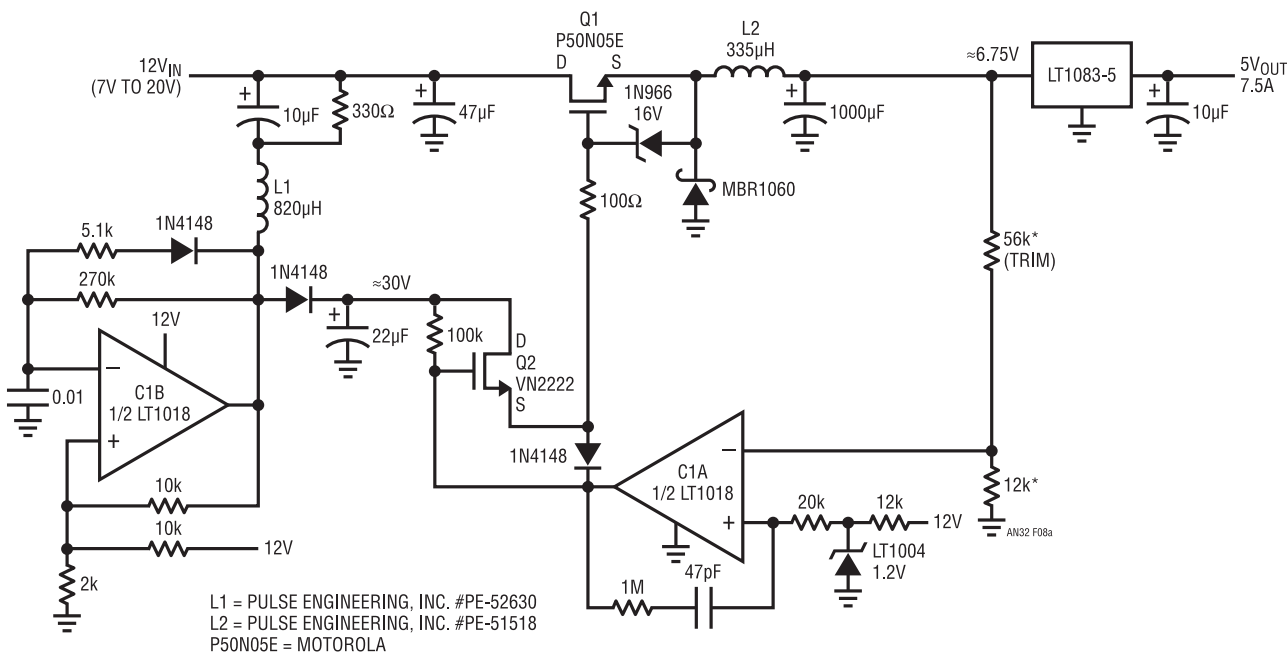 Q1
P50N05E
D S
L2
335μH
12VIN
(7V TO 20V)
+
10μF
330Ω
+
47μF
1N966
16V
+
1000μF
≈6.75V
LT1083-5
5VOUT
7.5A
+
10μF
L1
820μH
100Ω
MBR1060
5.1k
1N4148
56k*
(TRIM)
270k
1N4148
≈30V
12V
+
22μF
100k
D
Q2
VN2222
S
0.01
–
C1B
1/2 LT1018
+
1N4148
–
C1A
1/2 LT1018
+
12k*
AN32 F08a
10k
10k
12V
2k
20k
12k
12V
LT1004
1.2V
1M
47pF
L1 = PULSE ENGINEERING, INC. #PE-52630
L2 = PULSE ENGINEERING, INC. #PE-51518
P50N05E = MOTOROLA